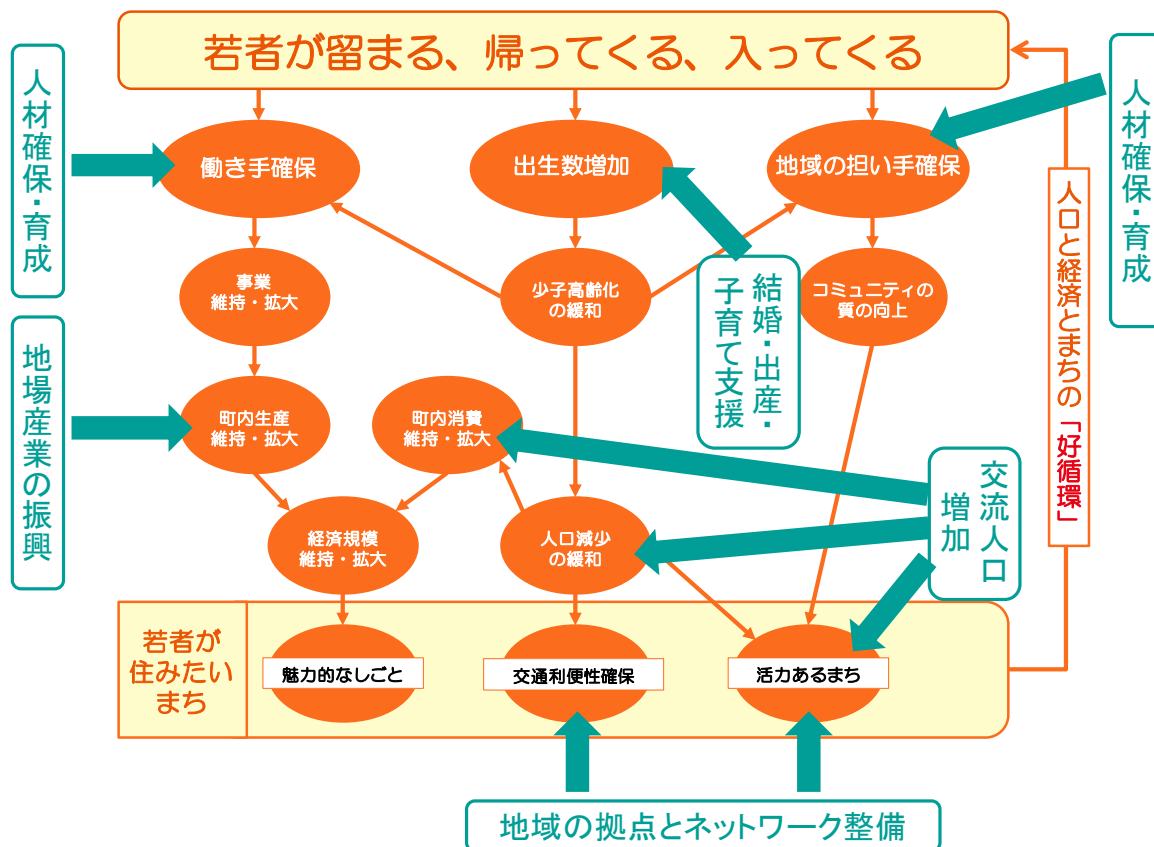 若者が留まる、帰ってくる、入ってくる
人材確保・育成
働き手確保
出生数増加
地域の担い手確保
人材確保・育成
事業
維持・拡大
少子高齢化
の緩和
結婚・出産・
子育て支援
コミュニティの
質の向上
人口と経済とまちの「好循環」
地場産業の振興
町内生産
維持・拡大
町内消費
維持・拡大
交流人口
増加
経済規模
維持・拡大
人口減少
の緩和
若者が
住みたい
まち
魅力的なしごと
交通利便性確保
活力あるまち
地域の拠点とネットワーク整備